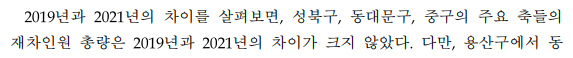 2019년과 2021년의 차이를 살펴보면, 성북구, 동대문구, 중구의 주요 축들의
재차인원 총량은 2019년과 2021년의 차이가 크지 않았다. 다만, 용산구에서 동